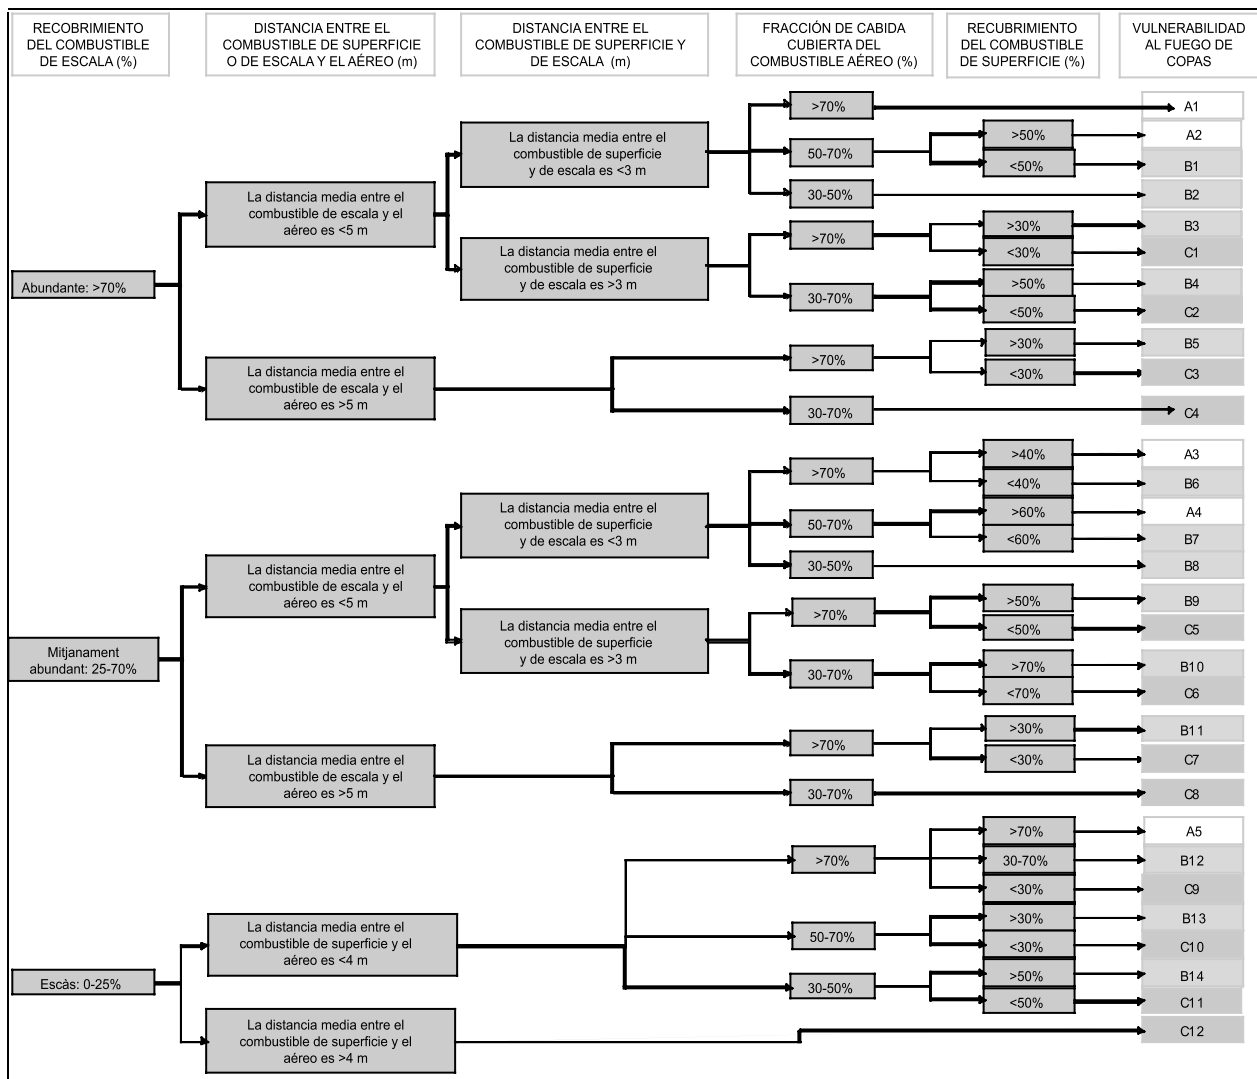 RECOBRIMENTO
DEL COMBUSTIBLE
DE ESCALA (%)
DISTANCIA ENTRE EL
COMBUSTIBLE DE SUPERFICIE
O DE ESCALA Y EL AÉREO (m)
DISTANCIA ENTRE EL
COMBUSTIBLE DE SUPERFICIE Y
DE ESCALA (m)
FRACCIÓN DE CABIDA
CUBIERTA DEL
COMBUSTIBLE AÉREO (%)
RECUBRIMIENTO
DEL COMBUSTIBLE
DE SUPERFICIE (%)
VULNERABILIDAD
AL FUEGO DE
COPAS
Abundante: >70%
La distancia media entre el
combustible de escala y el
aéreo es <5 m
La distancia media entre el
combustible de superficie
y de escala es <3 m
>70%
A1
50-70%
>50%
A2
<50%
B1
30-50%
B2
La distancia media entre el
combustible de superficie
y de escala es >3 m
>70%
>30%
B3
<30%
C1
30-70%
>50%
B4
<50%
C2
La distancia media entre el
combustible de escala y el
aéreo es >5 m
>70%
>30%
B5
<30%
C3
30-70%
C4
Mitjanament
abundant: 25-70%
La distancia media entre el
combustible de escala y el
aéreo es <5 m
La distancia media entre el
combustible de superficie
y de escala es <3 m
>70%
>40%
A3
<40%
B6
50-70%
>60%
A4
<60%
B7
30-50%
B8
La distancia media entre el
combustible de superficie
y de escala es >3 m
>70%
>50%
B9
<50%
C5
30-70%
>70%
B10
<70%
C6
La distancia media entre el
combustible de escala y el
aéreo es >5 m
>70%
>30%
B11
<30%
C7
30-70%
C8
Escàs: 0-25%
La distancia media entre el
combustible de superficie y el
aéreo es <4 m
>70%
>70%
A5
30-70%
B12
<30%
C9
50-70%
>30%
B13
<30%
C10
30-50%
>50%
B14
<50%
C11
La distancia media entre el
combustible de superficie y el
aéreo es >4 m
C12